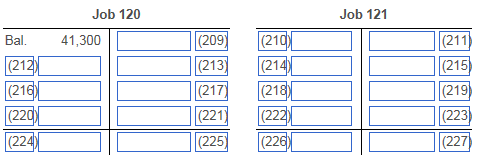 Job 120 Job 121
Bal. 41,300 (209) (210) (211)
(212) (213) (214) (215)
(216) (217) (218) (219)
(220) (221) (222) (223)
(224) (225) (226) (227)